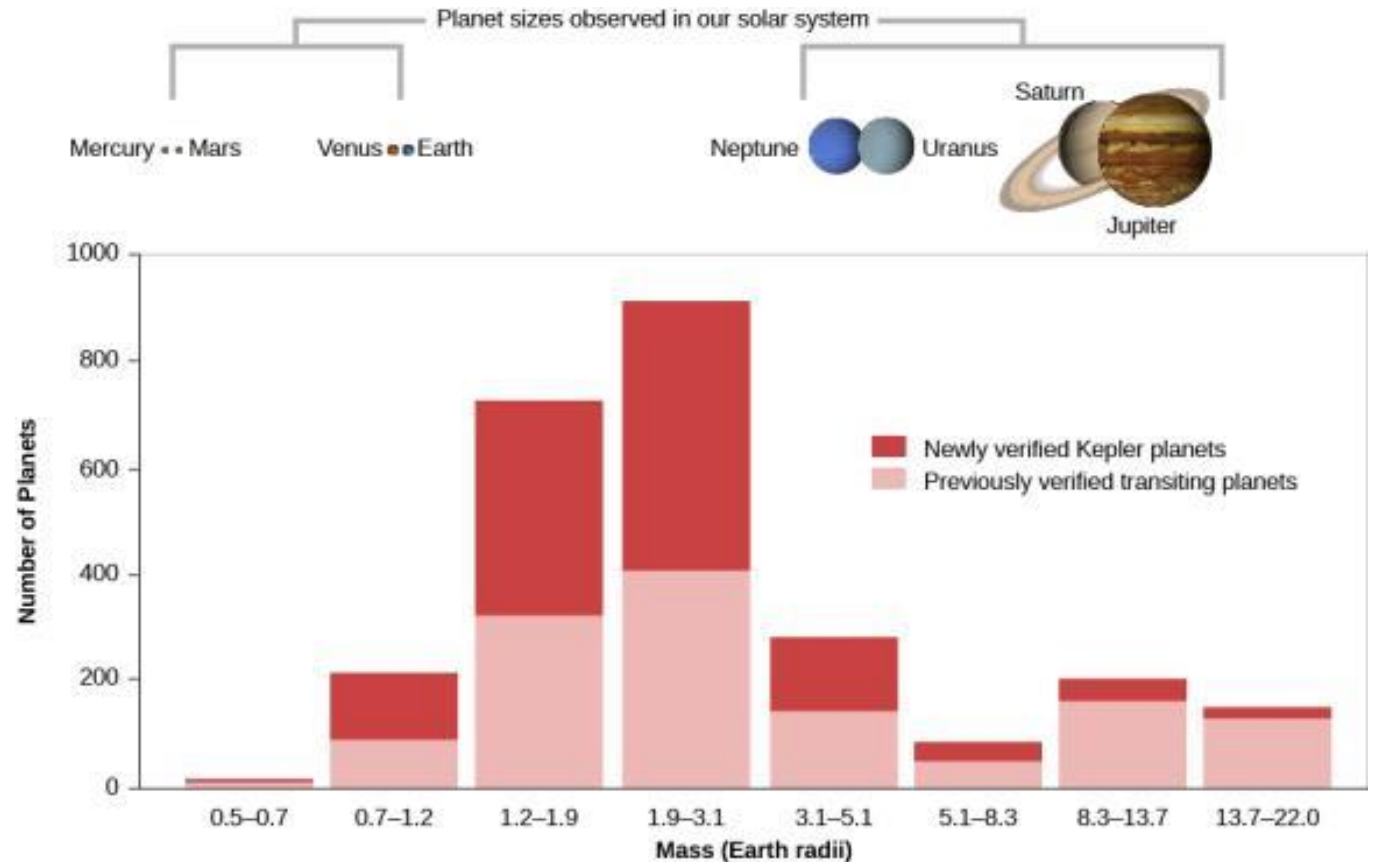 Planet sizes observed in our solar system
Saturn
Mercury Mars Venus Earth Neptune Uranus
Jupiter
1000
800
600
400
200
0
Number of Planets
Newly verified Kepler planets
Previously verified transiting planets
0.5–0.7 0.7–1.2 1.2–1.9 1.9–3.1 3.1–5.1 5.1–8.3 8.3–13.7 13.7–22.0
Mass (Earth radii)